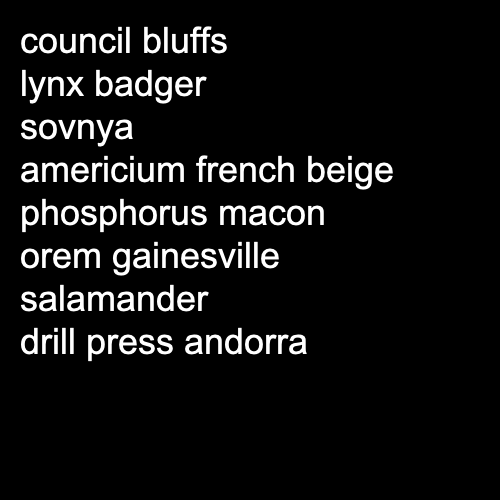 council bluffs
lynx badger
sovnya
americium french beige
phosphorus macon
orem gainesville
salamander
drill press andorra